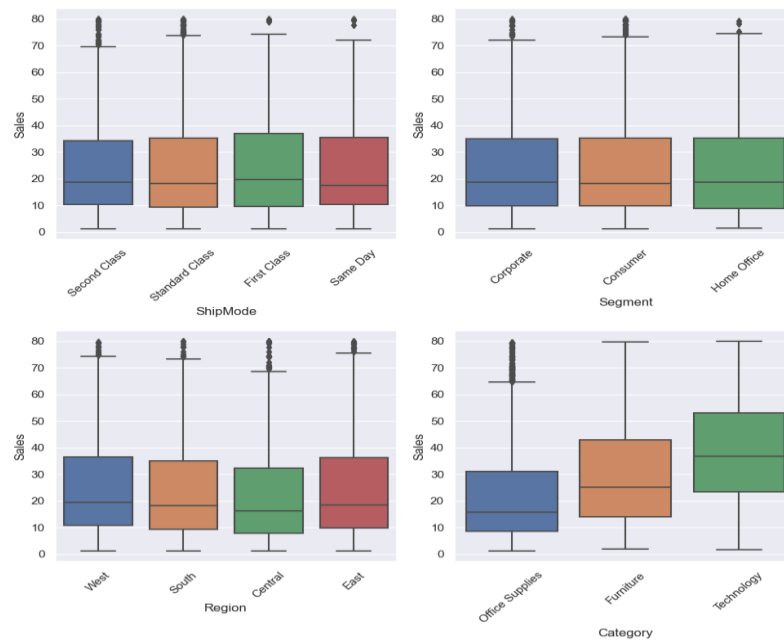 80
70
60
50
40
30
20
10
0
Sales
Second Class
Standard Class
First Class
Same Day
ShipMode
80
70
60
50
40
30
20
10
0
Sales
Corporate
Consumer
Home Office
Segment
80
70
60
50
40
30
20
10
0
Sales
West
South
Central
East
Region
80
70
60
50
40
30
20
10
0
Sales
Office Supplies
Furniture
Technology
Category